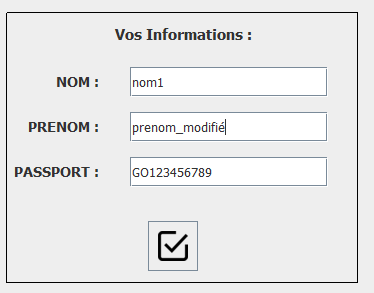 Vos Informations :
NOM : nom1
PRENOM : prenom_modifié
PASSPORT : GO123456789